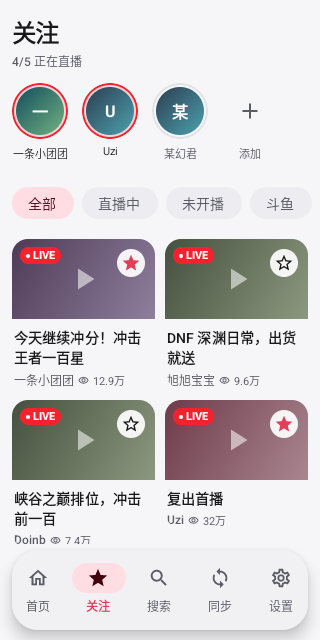 关注
4/5 正在直播
一
U
某
一条小团团
Uzi
某幻君
添加
全部
直播中
未开播
斗鱼
LIVE
LIVE
今天继续冲分！冲击
王者一百星
一条小团团 12.9万
DNF 深渊日常，出货
就送
旭旭宝宝 9.6万
LIVE
LIVE
峡谷之巅排位，冲击
前一百
Doinb 7.4万
复出首播
Uzi 32万
首页
关注
搜索
同步
设置